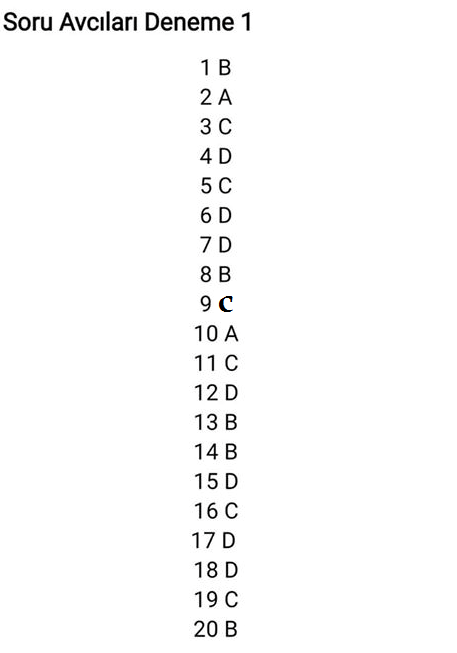 Soru Avcıları Deneme 1
1 B
2 A
3 C
4 D
5 C
6 D
7 D
8 B
9 C
10 A
11 C
12 D
13 B
14 B
15 D
16 C
17 D
18 D
19 C
20 B